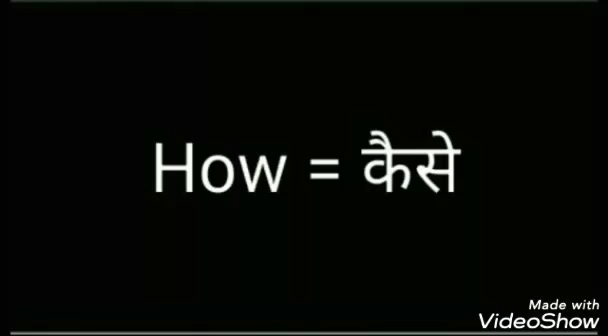 How = कैसे
Made with
VideoShow